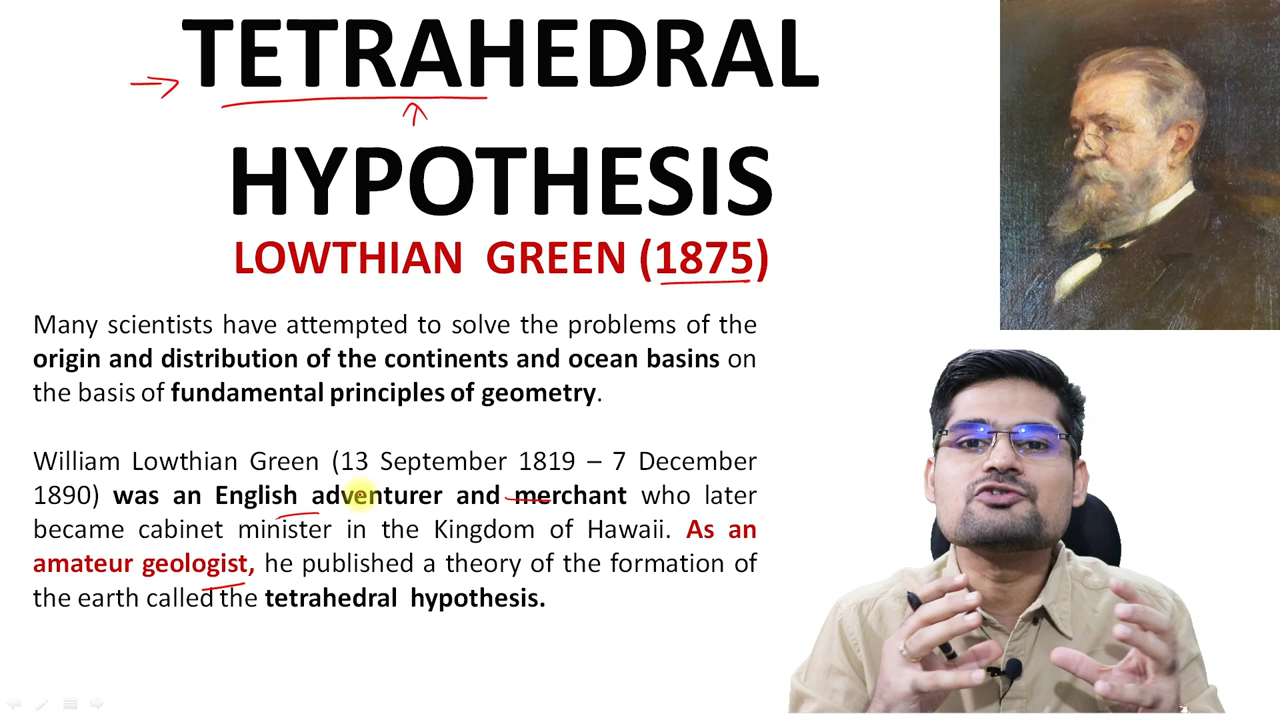 TETRAHEDRAL
HYPOTHESIS
LOWTHIAN GREEN (1875)
Many scientists have attempted to solve the problems of the
origin and distribution of the continents and ocean basins on
the basis of fundamental principles of geometry.
William Lowthian Green (13 September 1819 – 7 December
1890) was an English adventurer and merchant who later
became cabinet minister in the Kingdom of Hawaii. As an
amateur geologist, he published a theory of the formation of
the earth called the tetrahedral hypothesis.